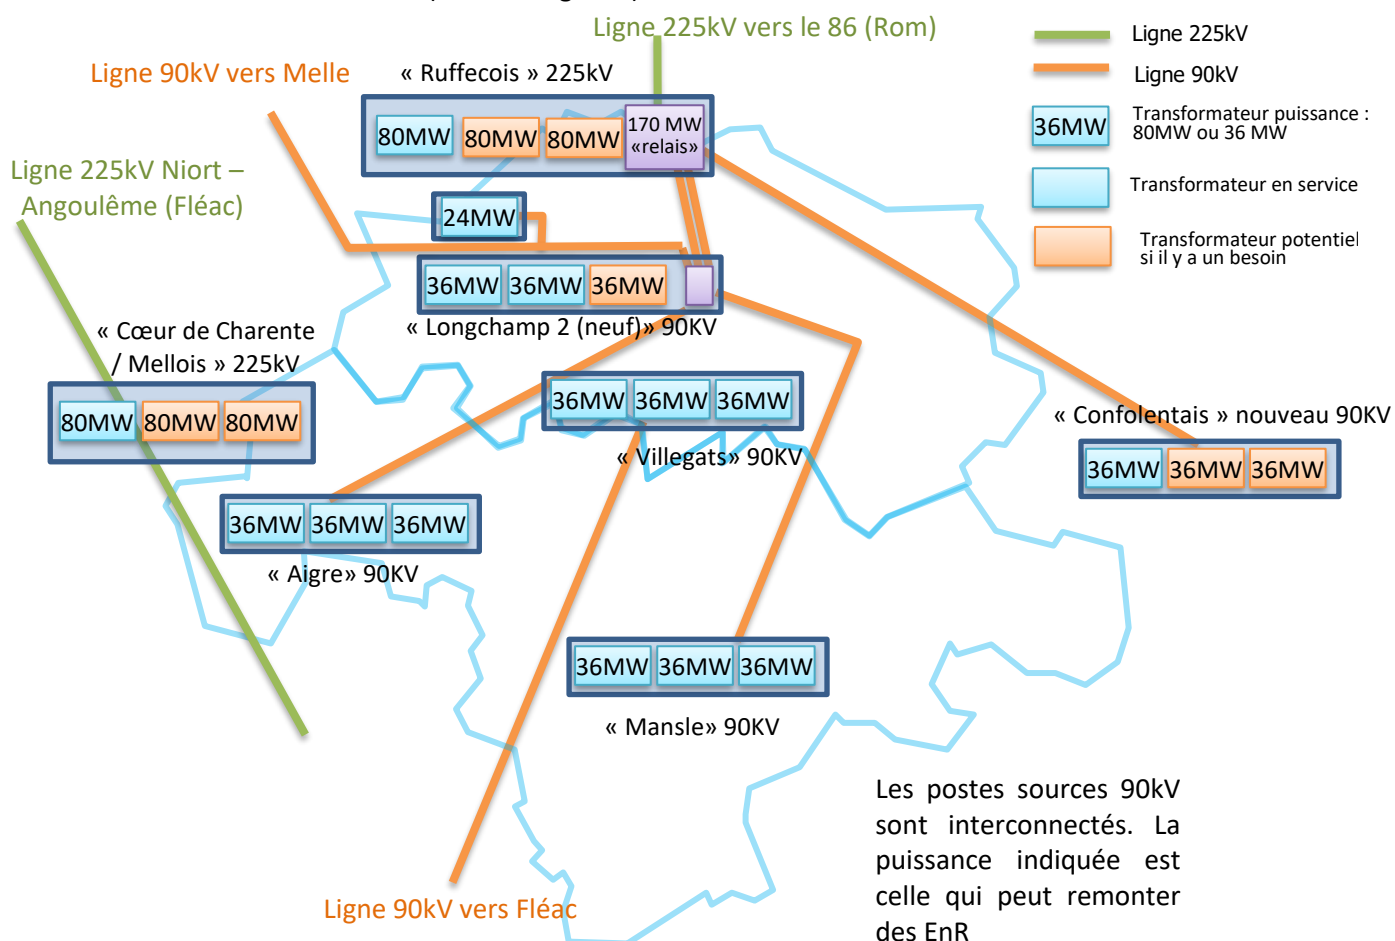 Ligne 225kV vers le 86 (Rom)
Ligne 225kV
Ligne 90kV vers Melle
« Ruffecois » 225kV
Ligne 90kV
80MW
80MW
80MW
170 MW
«relais»
36MW
Transformateur puissance :
80MW ou 36 MW
Ligne 225kV Niort –
Angoulême (Fléac)
Transformateur en service
24MW
Transformateur potentiel
si il y a un besoin
36MW
36MW
36MW
« Longchamp 2 (neuf)» 90KV
« Cœur de Charente
/ Mellois » 225kV
80MW
80MW
80MW
36MW
36MW
36MW
« Villegats» 90KV
« Confolentais » nouveau 90KV
36MW
36MW
36MW
36MW
36MW
36MW
« Aigre» 90KV
36MW
36MW
36MW
« Mansle» 90KV
Les postes sources 90kV
sont interconnectés. La
puissance indiquée est
celle qui peut remonter
des EnR
Ligne 90kV vers Fléac